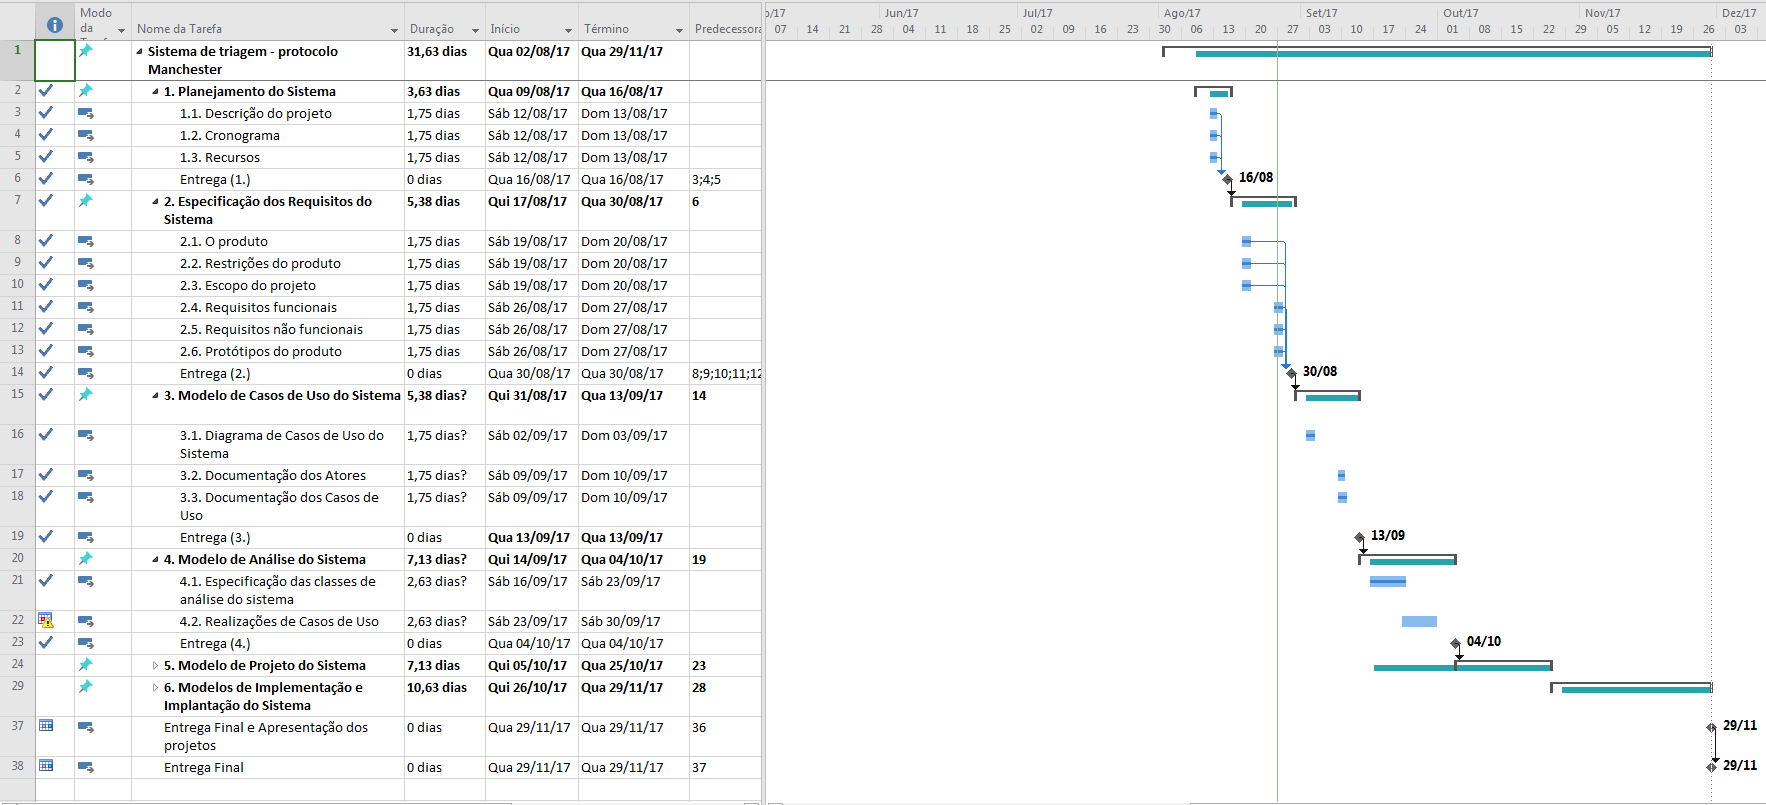 Modo da Tarefa Nome da Tarefa Duração Início Término Predecessora
o/17 Jun/17 Jul/17 Ago/17 Set/17 Out/17 Nov/17 Dez/17
07 14 21 28 04 11 18 25 02 09 16 23 30 06 13 20 27 03 10 17 24 01 08 15 22 29 05 12 19 26 03
1 Sistema de triagem - protocolo 31,63 dias Qua 02/08/17 Qua 29/11/17
Manchester
2 1. Planejamento do Sistema 3,63 dias Qua 09/08/17 Qua 16/08/17
3 1.1. Descrição do projeto 1,75 dias Sáb 12/08/17 Dom 13/08/17
4 1.2. Cronograma 1,75 dias Sáb 12/08/17 Dom 13/08/17
5 1.3. Recursos 1,75 dias Sáb 12/08/17 Dom 13/08/17
6 Entrega (1.) 0 dias Qua 16/08/17 Qua 16/08/17 3;4;5 16/08
7 2. Especificação dos Requisitos do 5,38 dias Qui 17/08/17 Qua 30/08/17 6
Sistema
8 2.1. O produto 1,75 dias Sáb 19/08/17 Dom 20/08/17
9 2.2. Restrições do produto 1,75 dias Sáb 19/08/17 Dom 20/08/17
10 2.3. Escopo do projeto 1,75 dias Sáb 19/08/17 Dom 20/08/17
11 2.4. Requisitos funcionais 1,75 dias Sáb 26/08/17 Dom 27/08/17
12 2.5. Requisitos não funcionais 1,75 dias Sáb 26/08/17 Dom 27/08/17
13 2.6. Protótipos do produto 1,75 dias Sáb 26/08/17 Dom 27/08/17
14 Entrega (2.) 0 dias Qua 30/08/17 Qua 30/08/17 8;9;10;11;12 30/08
15 3. Modelo de Casos de Uso do Sistema 5,38 dias? Qui 31/08/17 Qua 13/09/17 14
16 3.1. Diagrama de Casos de Uso do 1,75 dias? Sáb 02/09/17 Dom 03/09/17
Sistema
17 3.2. Documentação dos Atores 1,75 dias? Sáb 09/09/17 Dom 10/09/17
18 3.3. Documentação dos Casos de 1,75 dias? Sáb 09/09/17 Dom 10/09/17
Uso
19 Entrega (3.) 0 dias Qua 13/09/17 Qua 13/09/17 13/09
20 4. Modelo de Análise do Sistema 7,13 dias? Qui 14/09/17 Qua 04/10/17 19
21 4.1. Especificação das classes de 2,63 dias? Sáb 16/09/17 Sáb 23/09/17
análise do sistema
22 4.2. Realizações de Casos de Uso 2,63 dias? Sáb 23/09/17 Sáb 30/09/17
23 Entrega (4.) 0 dias Qua 04/10/17 Qua 04/10/17 04/10
24 5. Modelo de Projeto do Sistema 7,13 dias Qui 05/10/17 Qua 25/10/17 23
29 6. Modelos de Implementação e 10,63 dias Qui 26/10/17 Qua 29/11/17 28
Implantação do Sistema
37 Entrega Final e Apresentação dos 0 dias Qua 29/11/17 Qua 29/11/17 36 29/11
projetos
38 Entrega Final 0 dias Qua 29/11/17 Qua 29/11/17 37 29/11